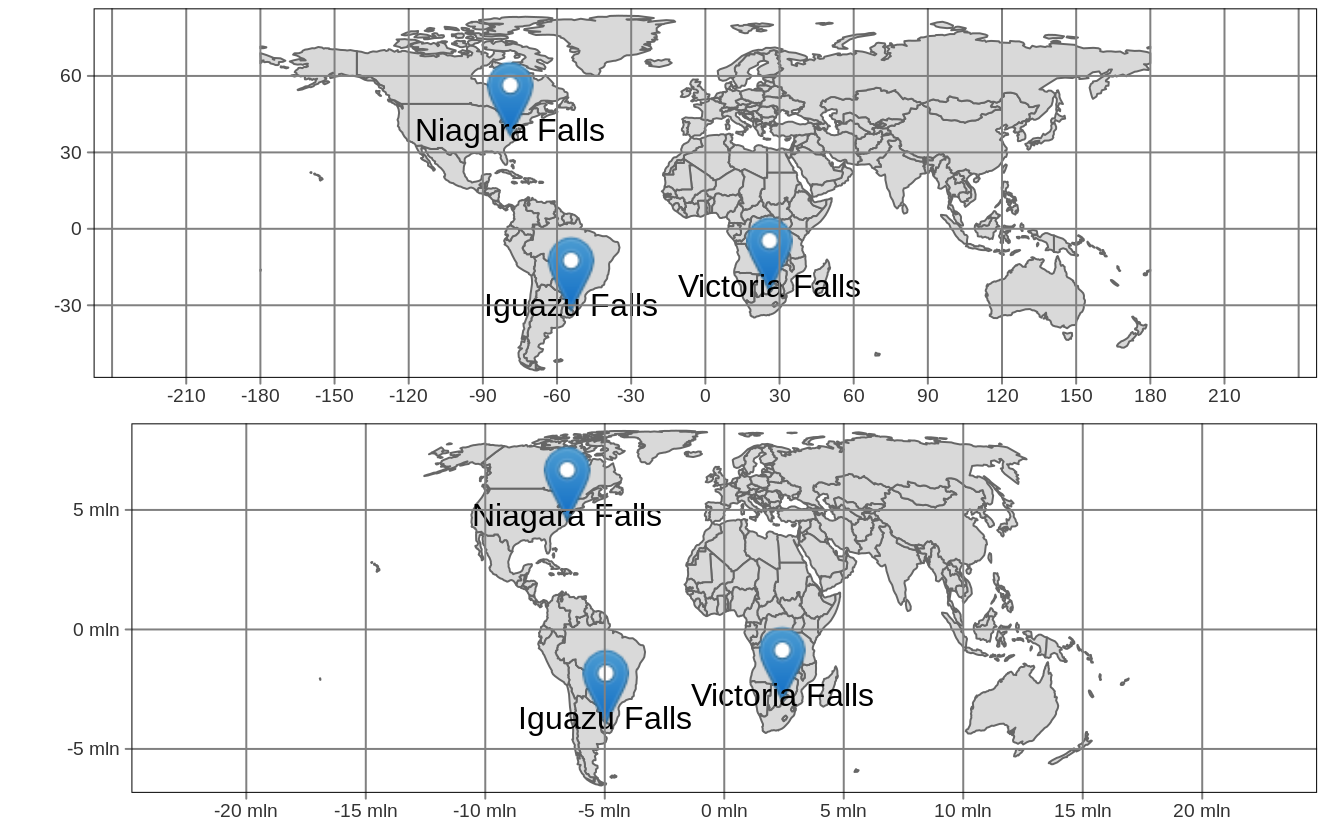 60
Niagara Falls
30
0
Victoria Falls
Iguazu Falls
-30
-210 -180 -150 -120 -90 -60 -30 0 30 60 90 120 150 180 210
5 mln
Niagara Falls
0 mln
Victoria Falls
Iguazu Falls
-5 mln
-20 mln -15 mln -10 mln -5 mln 0 mln 5 mln 10 mln 15 mln 20 mln